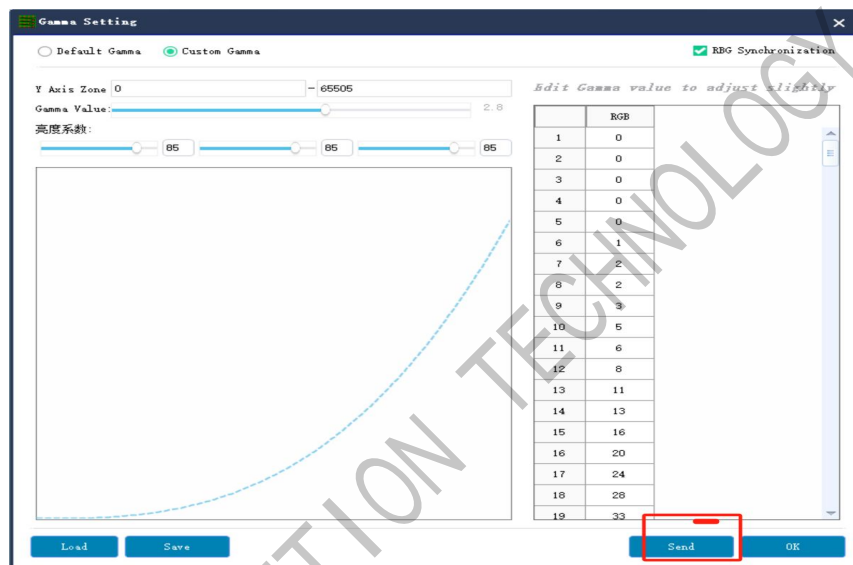 Gamma Setting
Default Gamma Custom Gamma RBG Synchronization
Y Axis Zone 0 - 65505
Edit Gamma value to adjust slightly
Gamma Value: 2.8
亮度系数:
85 85 85
RGB
1 0
2 0
3 0
4 0
5 0
6 1
7 2
8 2
9 3
10 5
11 6
12 8
13 11
14 13
15 16
16 20
17 24
18 28
19 33
Load Save Send OK
TION TECHNOLOGY